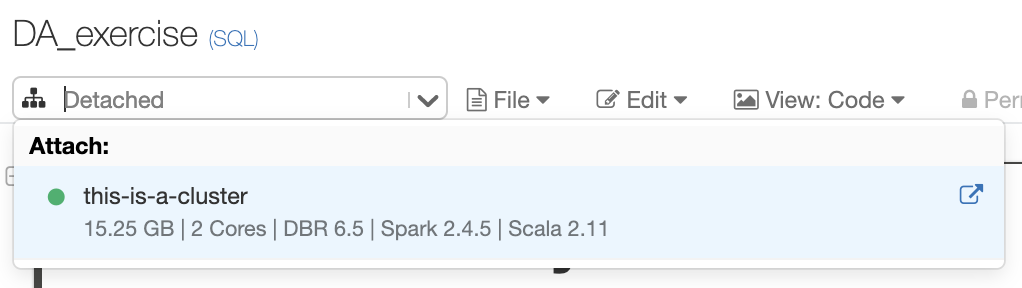 DA_exercise (SQL)
Detached File Edit View: Code Per
Attach:
this-is-a-cluster
15.25 GB | 2 Cores | DBR 6.5 | Spark 2.4.5 | Scala 2.11